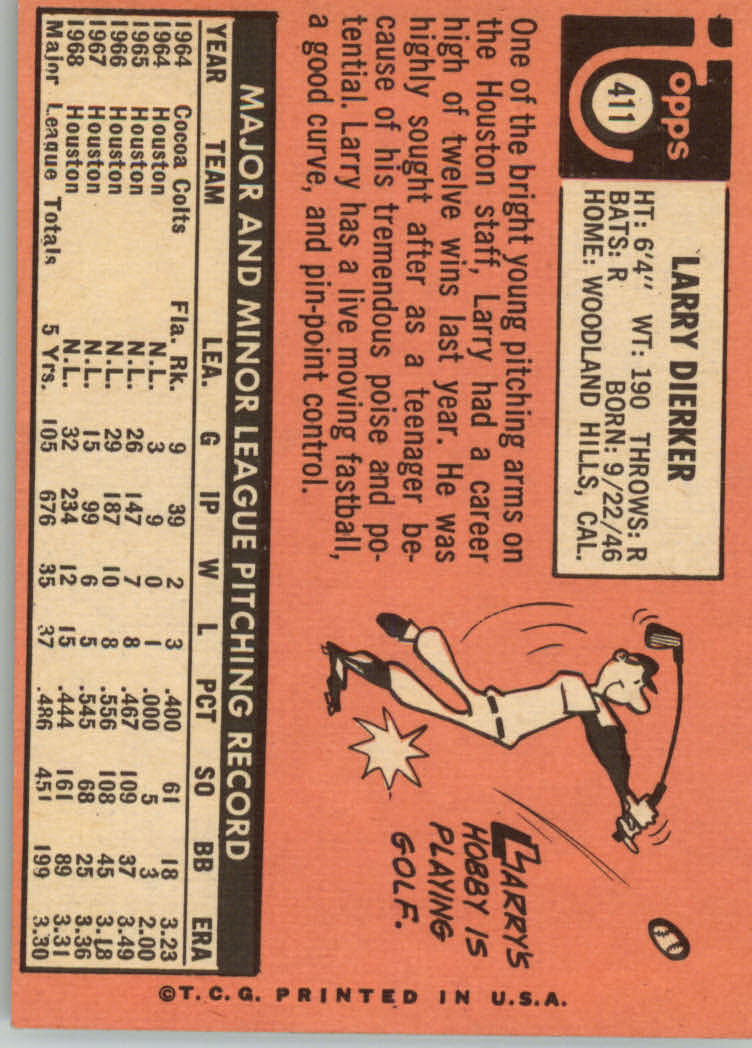 Topps
411
LARRY DIERKER
HT: 6'4" WT: 190 THROWS: R
BATS: R BORN: 9/22/46
HOME: WOODLAND HILLS, CAL.
One of the bright young pitching arms on
the Houston staff, Larry had a career
high of twelve wins last year. He was
highly sought after as a teenager be-
cause of his tremendous poise and po-
tential. Larry has a live moving fastball,
a good curve, and pin-point control.
LARRY'S
HOBBY IS
PLAYING
GOLF.
MAJOR AND MINOR LEAGUE PITCHING RECORD
YEAR TEAM LEA. G IP W L PCT SO BB ERA
1964 Cocoa Colts Fla. Rk. 9 39 2 3 .400 61 18 3.23
1964 Houston N.L. 3 9 0 1 .000 5 3 2.00
1965 Houston N.L. 26 147 7 8 .467 109 37 3.49
1966 Houston N.L. 29 187 10 8 .556 108 45 3.18
1967 Houston N.L. 15 99 6 5 .545 68 25 3.36
1968 Houston N.L. 32 234 12 15 .444 161 89 3.31
Major League Totals 5 Yrs. 105 676 35 37 .486 451 199 3.30
©T.C.G. PRINTED IN U.S.A.